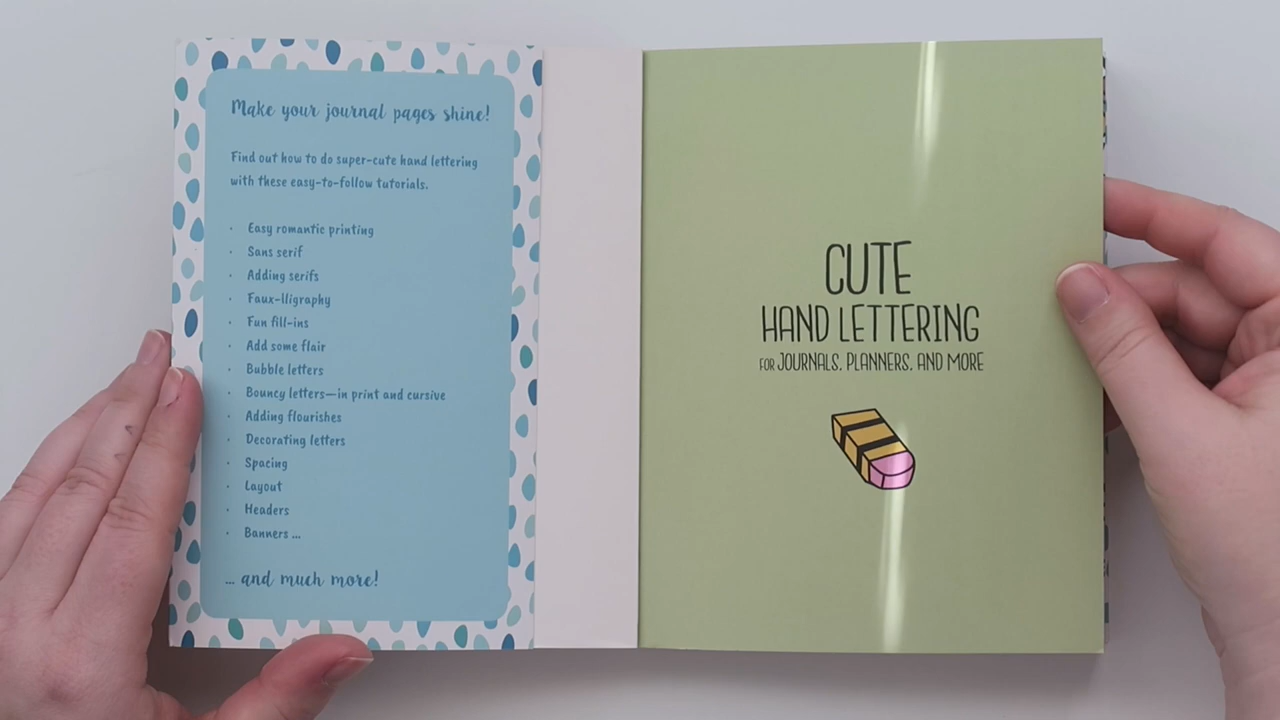 Make your journal pages shine!
Find out how to do super-cute hand lettering
with these easy-to-follow tutorials.
· Easy romantic printing
· Sans serif
· Adding serifs
· Faux-lligraphy
· Fun fill-ins
· Add some flair
· Bubble letters
· Bouncy letters—in print and cursive
· Adding flourishes
· Decorating letters
· Spacing
· Layout
· Headers
· Banners ...
... and much more!
CUTE
HAND LETTERING
FOR JOURNALS, PLANNERS, AND MORE